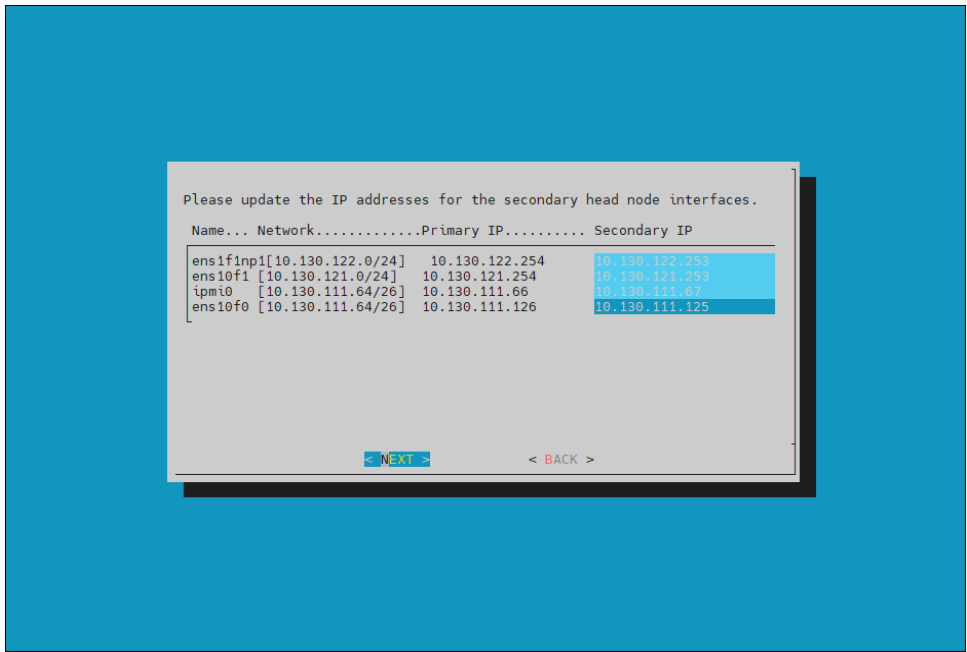 Please update the IP addresses for the secondary head node interfaces.
Name... Network.............Primary IP.......... Secondary IP
ens1f1np1[10.130.122.0/24] 10.130.122.254 10.130.122.253
ens10f1 [10.130.121.0/24] 10.130.121.254 10.130.121.253
ipmi0 [10.130.111.64/26] 10.130.111.66 10.130.111.67
ens10f0 [10.130.111.64/26] 10.130.111.126 10.130.111.125
< NEXT > < BACK >